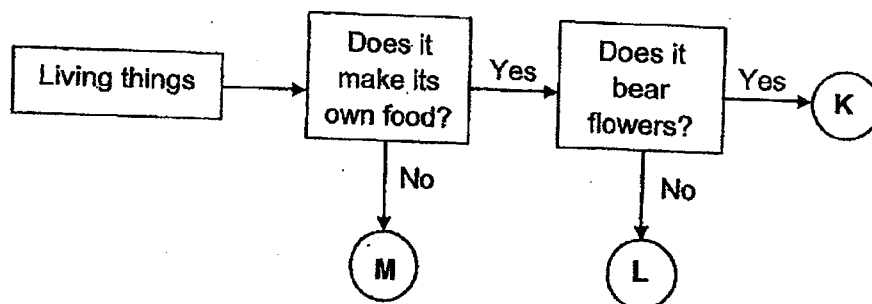 Living things
Does it
make its
own food?
Yes
Does it
bear
flowers?
Yes
K
No
No
M
L